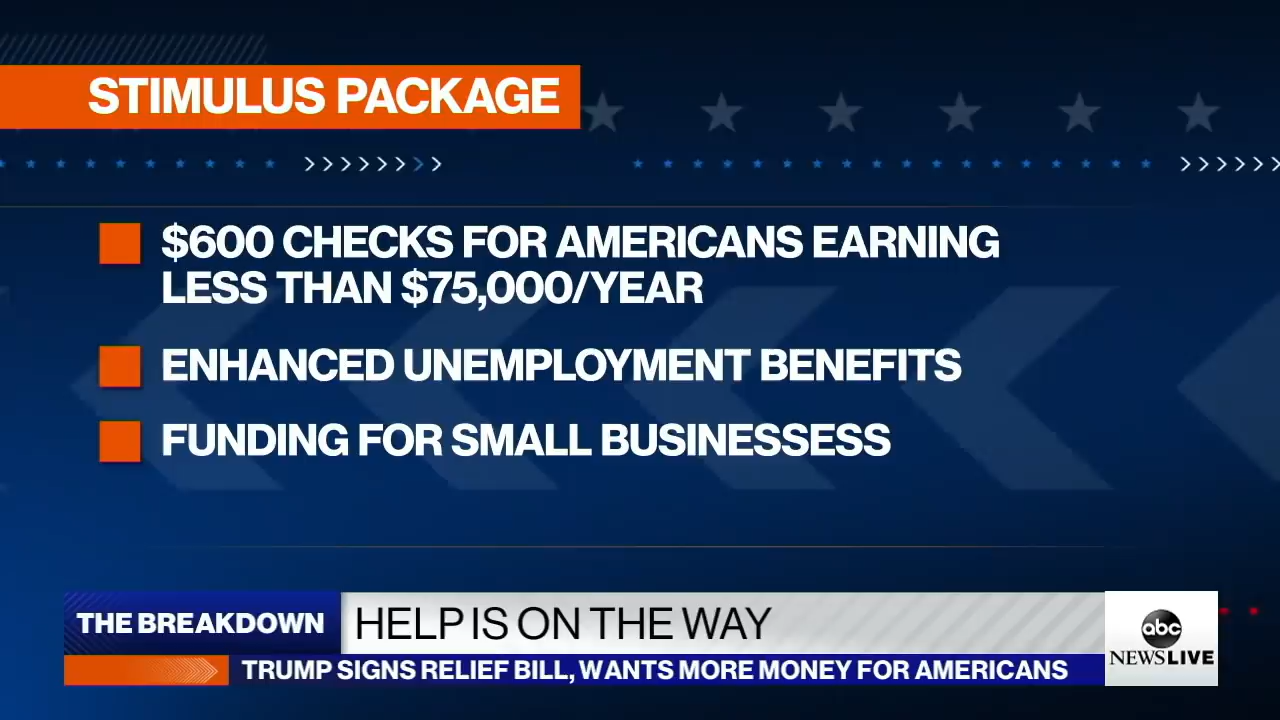 STIMULUS PACKAGE
$600 CHECKS FOR AMERICANS EARNING
LESS THAN $75,000/YEAR
ENHANCED UNEMPLOYMENT BENEFITS
FUNDING FOR SMALL BUSINESSESS
THE BREAKDOWN
HELP IS ON THE WAY
TRUMP SIGNS RELIEF BILL, WANTS MORE MONEY FOR AMERICANS
abc
NEWSLIVE